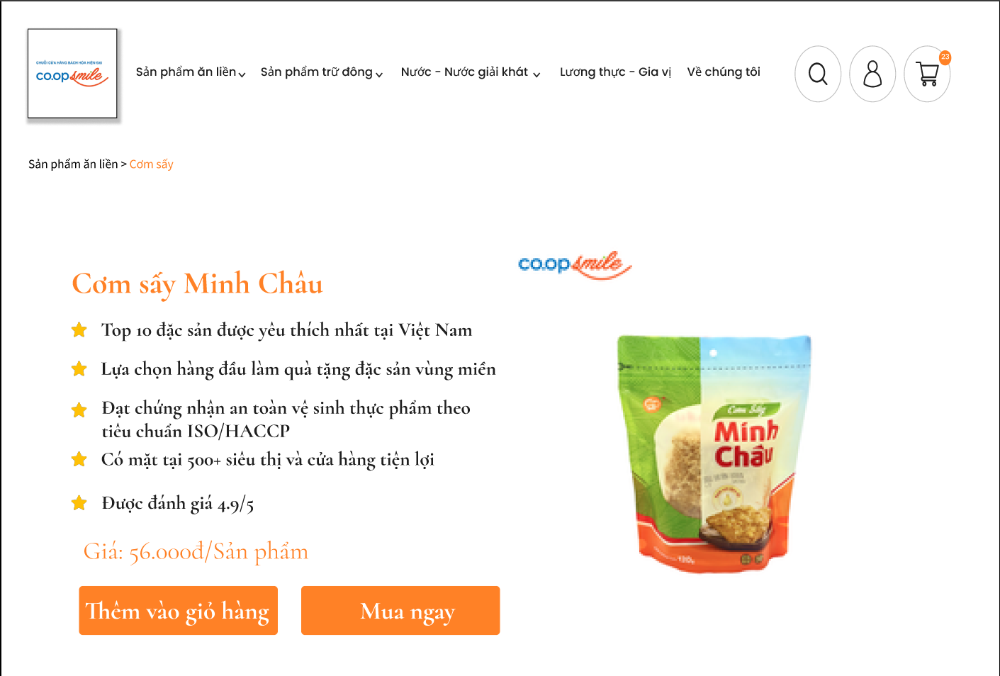 CHUỖI CỬA HÀNG BÁCH HÓA HIỆN ĐẠI
co.op smile
Sản phẩm ăn liền
Sản phẩm trữ đông
Nước - Nước giải khát
Lương thực - Gia vị
Về chúng tôi
23
Sản phẩm ăn liền > Cơm sấy
co.op smile
Cơm sấy Minh Châu
Top 10 đặc sản được yêu thích nhất tại Việt Nam
Lựa chọn hàng đầu làm quà tặng đặc sản vùng miền
Đạt chứng nhận an toàn vệ sinh thực phẩm theo
tiêu chuẩn ISO/HACCP
Có mặt tại 500+ siêu thị và cửa hàng tiện lợi
Được đánh giá 4.9/5
Giá: 56.000đ/Sản phẩm
Thêm vào giỏ hàng
Mua ngay
Cơm Sấy
Minh
Châu